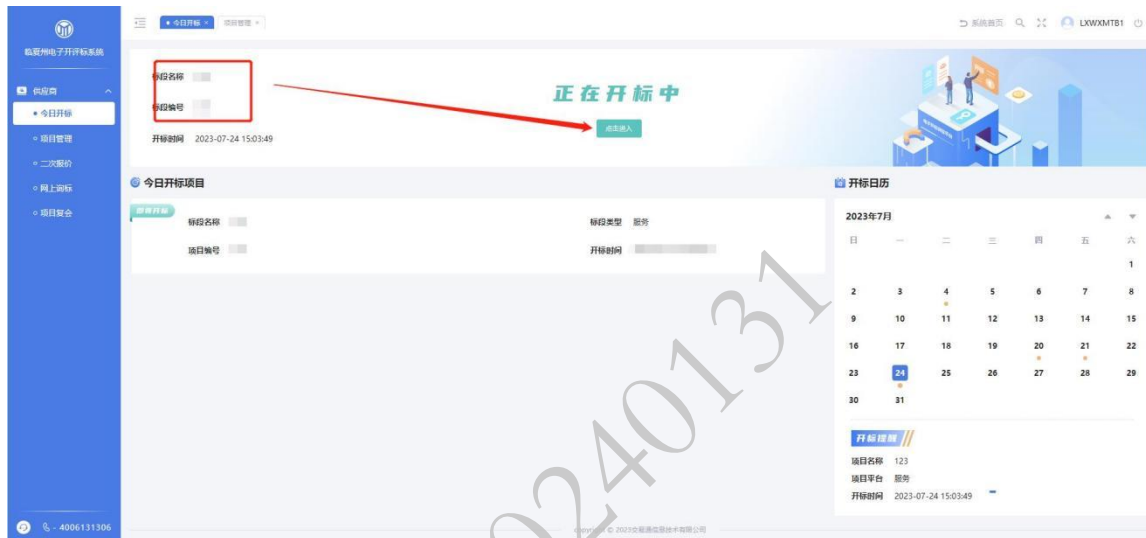 临夏州电子开评标系统
供应商
今日开标
项目管理
二次报价
网上询标
项目复会
4006131306
今日开标 ×
项目管理 ×
系统首页
LXWXMTB1
标段名称
标段编号
开标时间 2023-07-24 15:03:49
正在开标中
点击进入
今日开标项目
标段名称
标段类型 服务
项目编号
开标时间
开标日历
2023年7月
日 一 二 三 四 五 六
1
2 3 4 5 6 7 8
9 10 11 12 13 14 15
16 17 18 19 20 21 22
23 24 25 26 27 28 29
30 31
开标提醒
项目名称 123
项目平台 服务
开标时间 2023-07-24 15:03:49
20240131